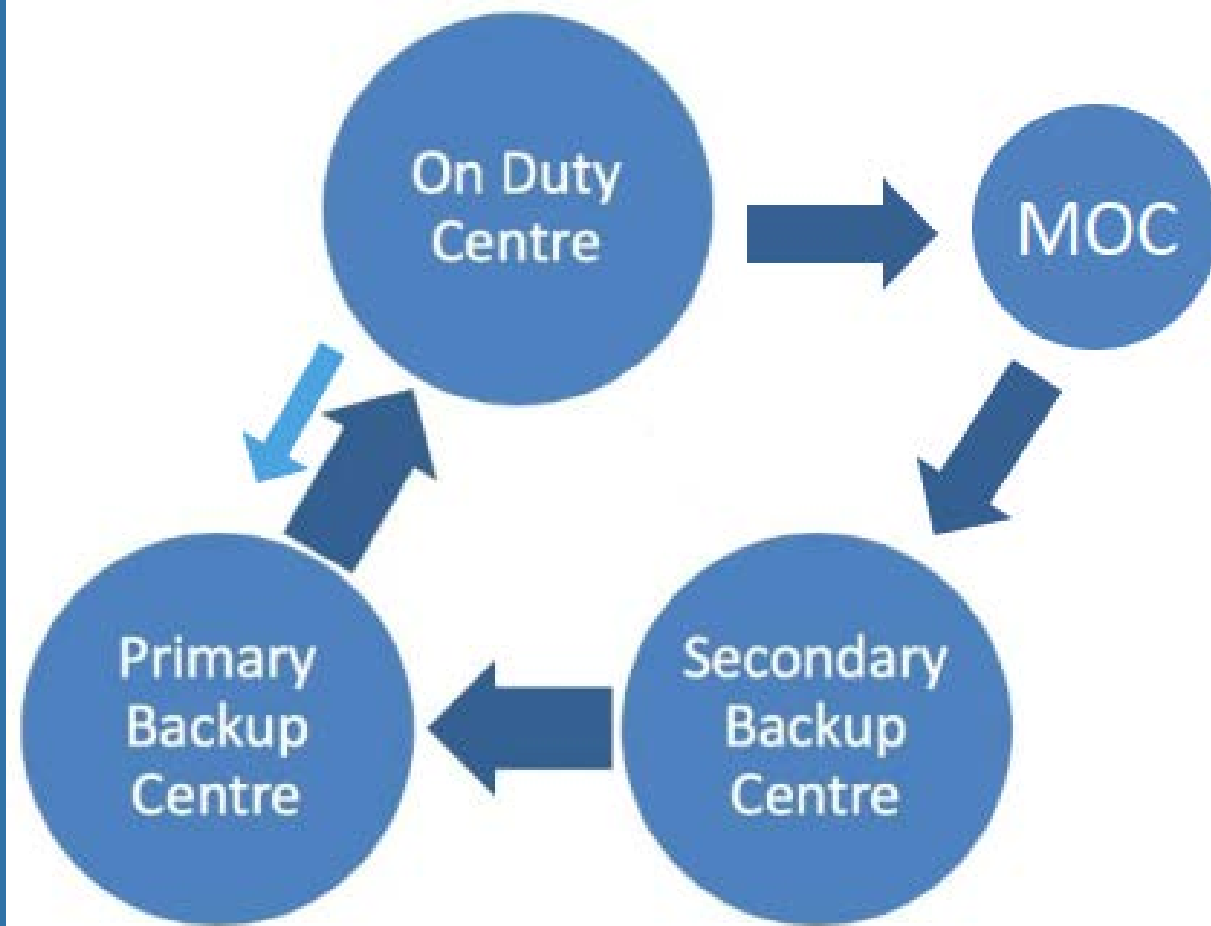 On Duty
Centre
MOC
Primary
Backup
Centre
Secondary
Backup
Centre